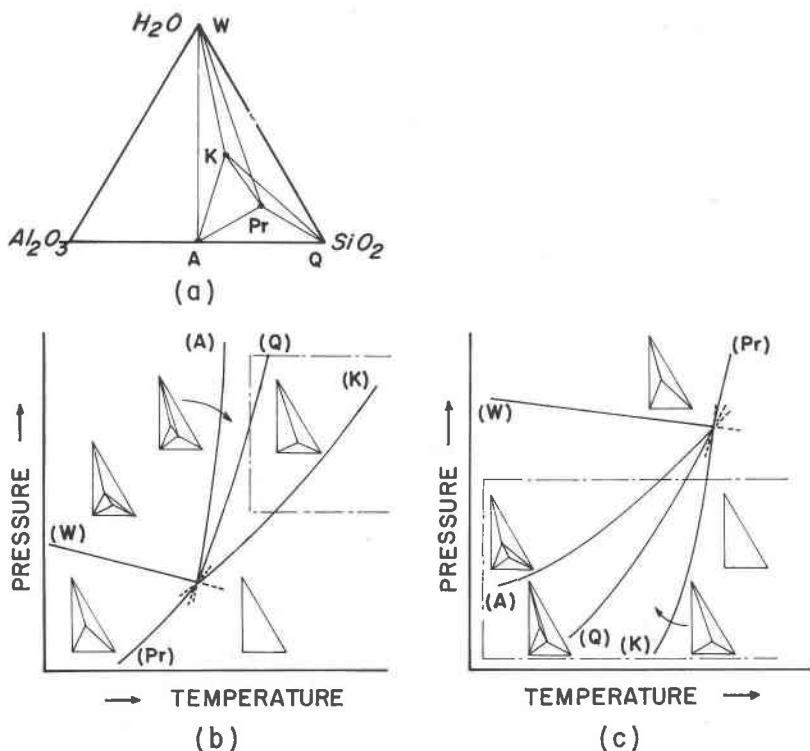 H2O W
K
Pr
Al2O3 SiO2
A Q
(a)
(A) (Q)
(K)
(W)
(Pr)
PRESSURE →
→ TEMPERATURE →
(b)
(Pr)
(W)
(A)
(Q) (K)
PRESSURE →
→ TEMPERATURE →
(c)